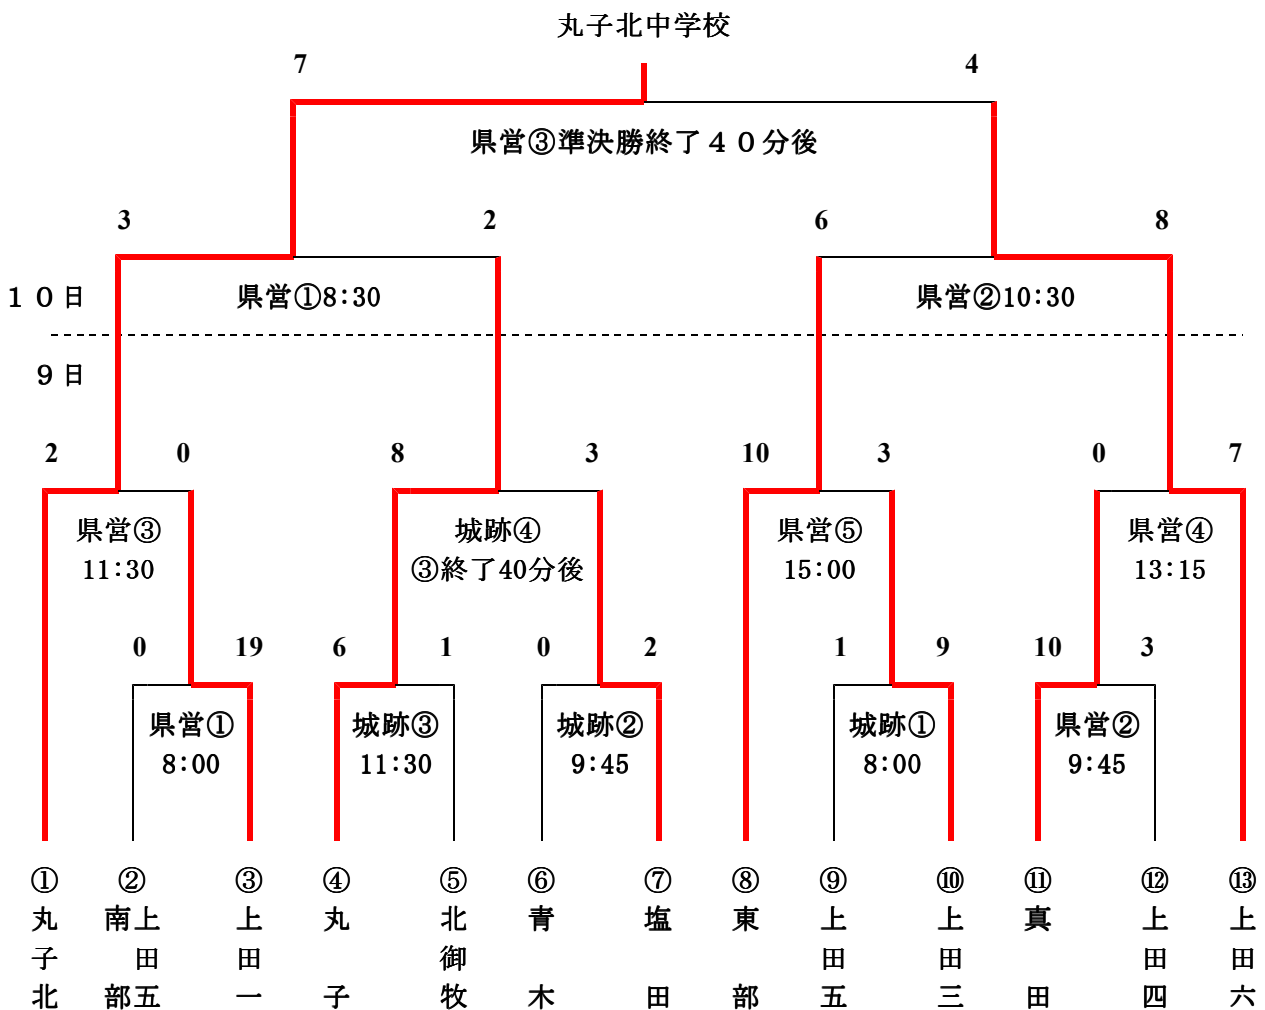 丸子北中学校
7 4
県営③準決勝終了４０分後
3 2 6 8
１０日 県営①8:30 県営②10:30
９日
2 0 8 3 10 3 0 7
県営③ 城跡④ 県営⑤ 県営④
11:30 ③終了40分後 15:00 13:15
0 19 6 1 0 2 1 9 10 3
県営① 城跡③ 城跡② 城跡① 県営②
8:00 11:30 9:45 8:00 9:45
① ② ③ ④ ⑤ ⑥ ⑦ ⑧ ⑨ ⑩ ⑪ ⑫ ⑬
丸子北
南部
上田五
上田一
丸子
北御牧
青木
塩田
東部
上田五
上田三
真田
上田四
上田六